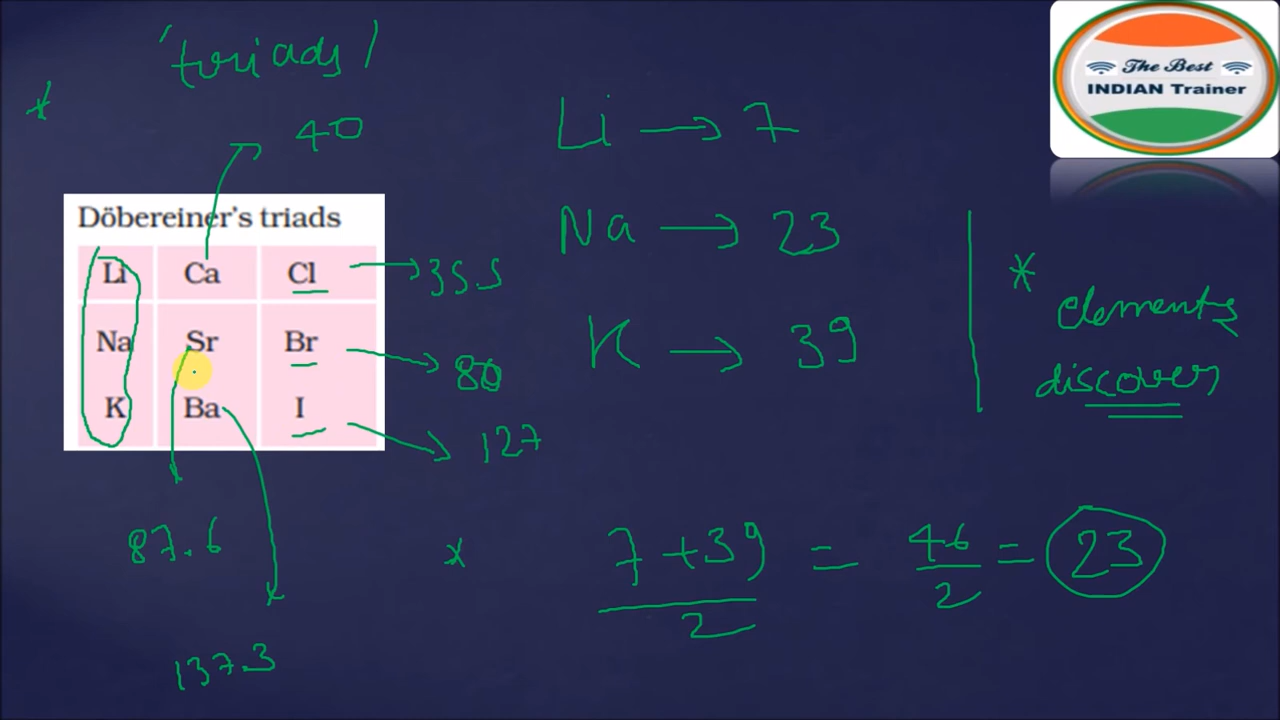 'triads'
*
40
The Best
INDIAN Trainer
Li → 7
Döbereiner's triads
Li Ca Cl → 35.5
Na Sr Br → 80
K Ba I → 127
Na → 23
K → 39
* elements
discover
87.6
137.3
* 7+39/2 = 46/2 = 23